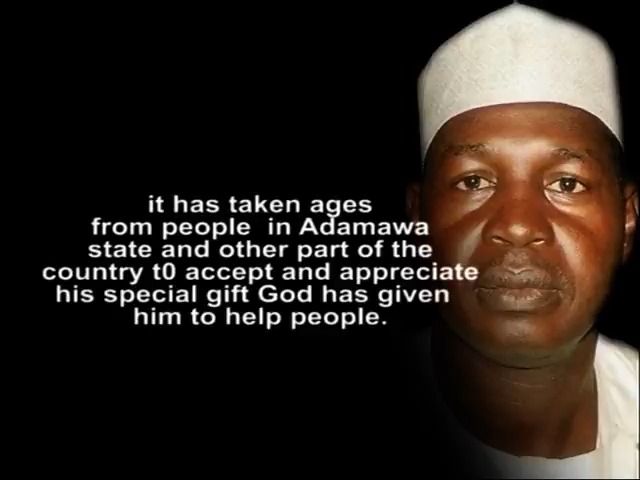 it has taken ages
from people  in Adamawa
state and other part of the
country t0 accept and appreciate
his special gift God has given
him to help people.